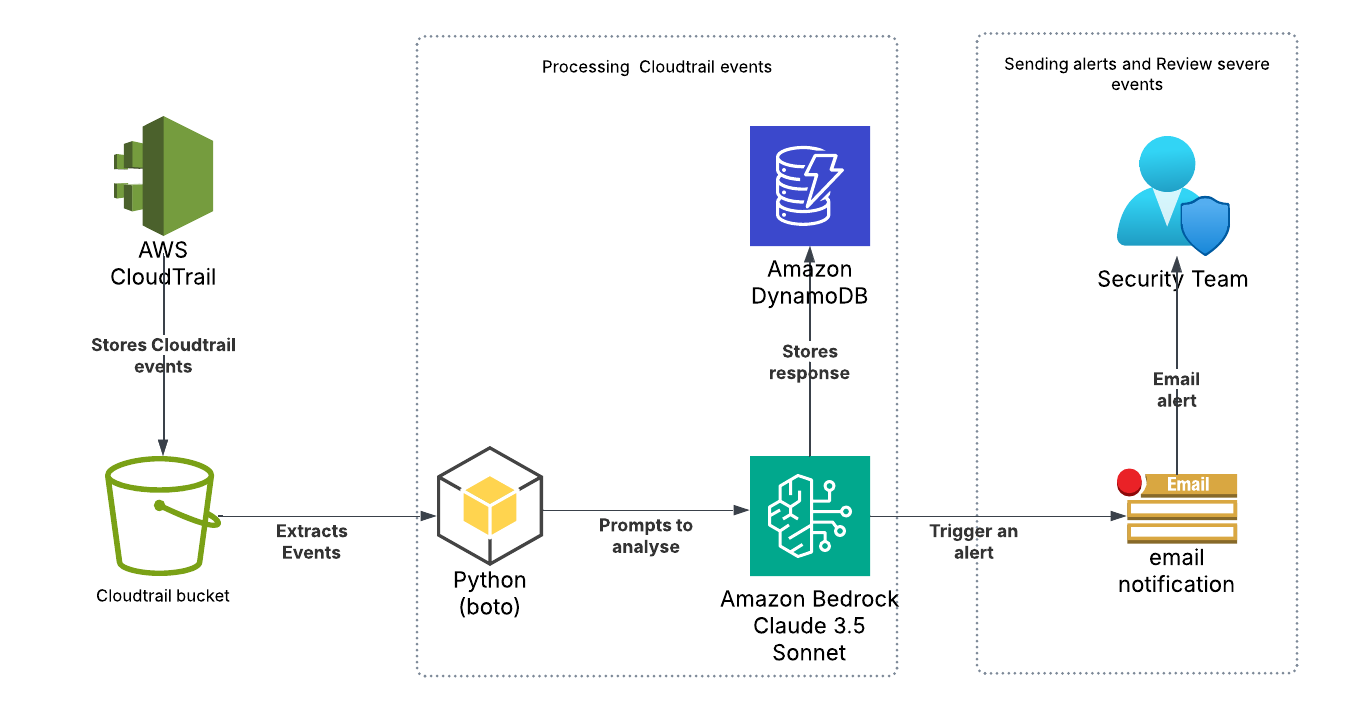 Processing  Cloudtrail events
Sending alerts and Review severe
events
AWS
CloudTrail
Amazon
DynamoDB
Security Team
Stores Cloudtrail
events
Stores
response
Email
alert
Email
Extracts
Events
Prompts to
analyse
Trigger an
alert
email
notification
Cloudtrail bucket
Python
(boto)
Amazon Bedrock
Claude 3.5
Sonnet